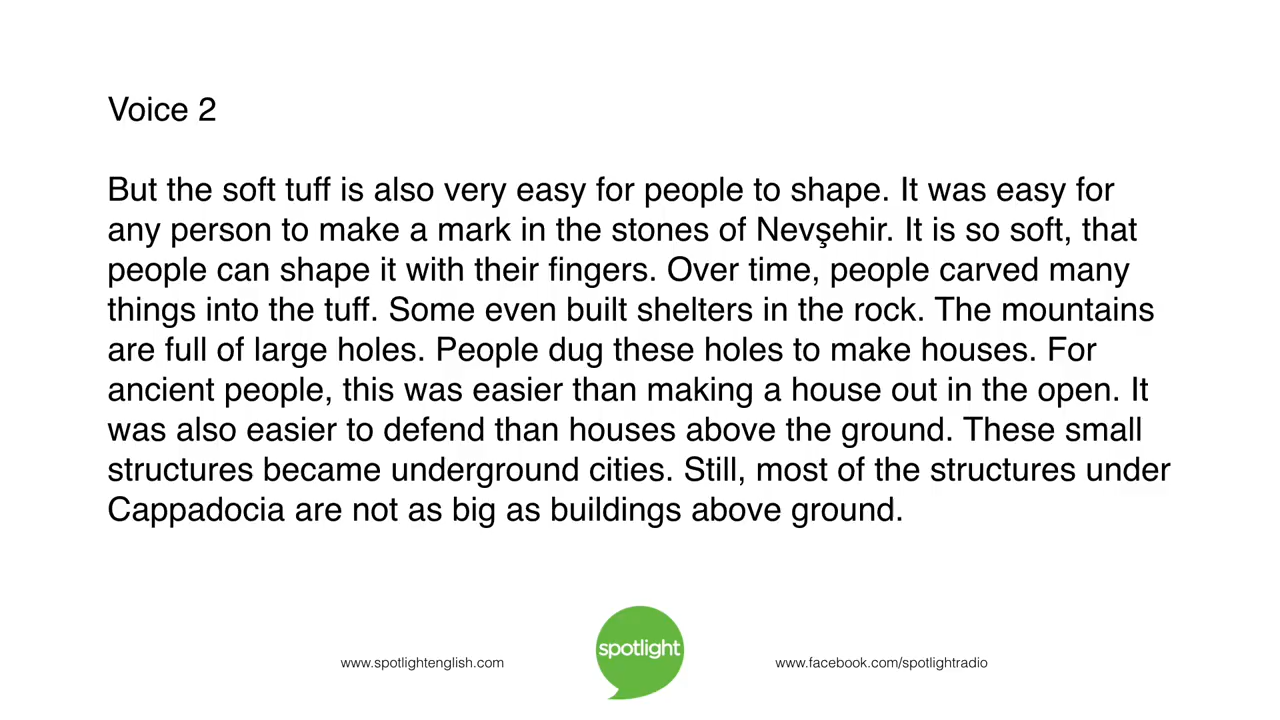 Voice 2
But the soft tuff is also very easy for people to shape. It was easy for
any person to make a mark in the stones of Nevşehir. It is so soft, that
people can shape it with their fingers. Over time, people carved many
things into the tuff. Some even built shelters in the rock. The mountains
are full of large holes. People dug these holes to make houses. For
ancient people, this was easier than making a house out in the open. It
was also easier to defend than houses above the ground. These small
structures became underground cities. Still, most of the structures under
Cappadocia are not as big as buildings above ground.
www.spotlightenglish.com
spotlight
www.facebook.com/spotlightradio